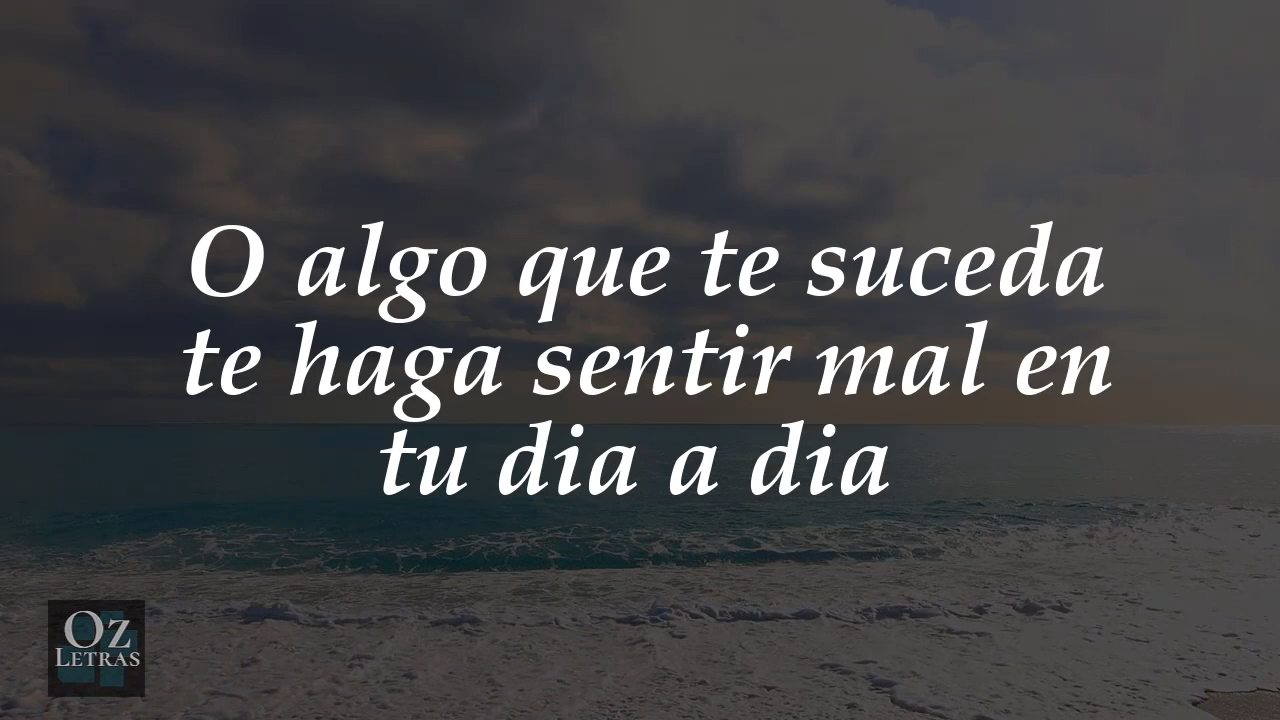 O algo que te suceda
te haga sentir mal en
tu dia a dia
Oz
Letras